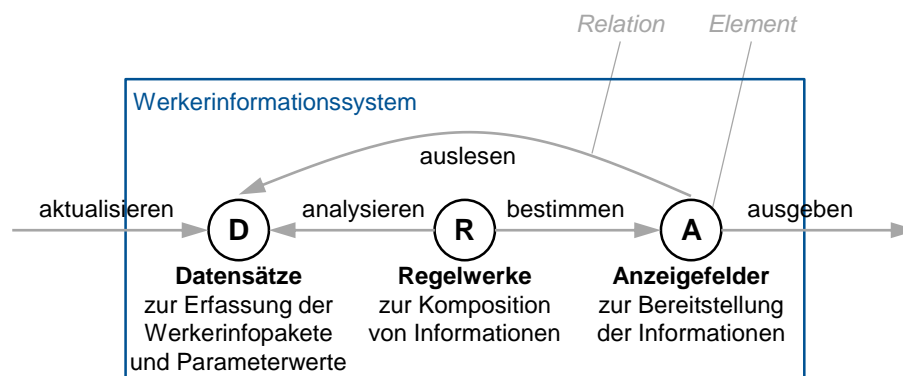 Relation Element
Werkerinformationssystem
auslesen
aktualisieren analysieren bestimmen ausgeben
D R A
Datensätze Regelwerke Anzeigefelder
zur Erfassung der zur Komposition zur Bereitstellung
Werkerinfopakete von Informationen der Informationen
und Parameterwerte